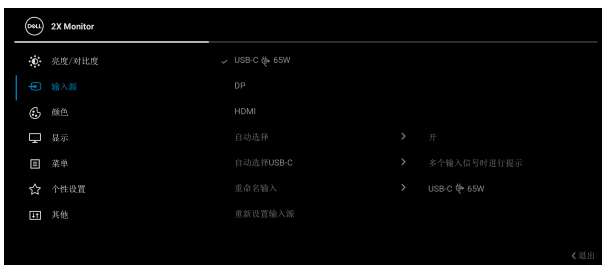 DELL 2X Monitor
亮度/对比度 ✓ USB-C 65W
输入源 DP
颜色 HDMI
显示 自动选择 > 开
菜单 自动选择USB-C > 多个输入信号时进行提示
个性设置 重命名输入 > USB-C 65W
其他 重新设置输入源
< 退出